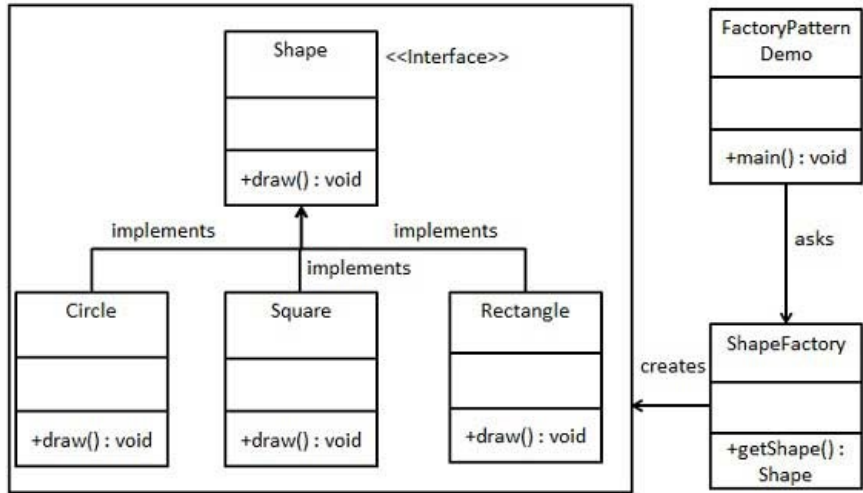 Shape
<<Interface>>
+draw() : void
implements
implements
implements
Circle
+draw() : void
Square
+draw() : void
Rectangle
+draw() : void
FactoryPattern
Demo
+main() : void
asks
ShapeFactory
+getShape() :
Shape
creates